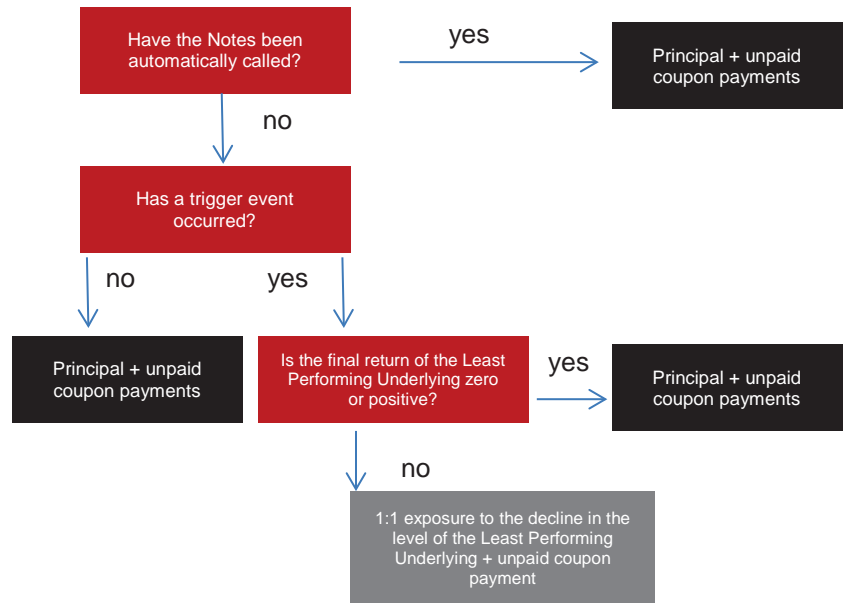 Have the Notes been
automatically called?
yes
Principal + unpaid
coupon payments
no
Has a trigger event
occurred?
no
yes
Principal + unpaid
coupon payments
Is the final return of the Least
Performing Underlying zero
or positive?
yes
Principal + unpaid
coupon payments
no
1:1 exposure to the decline in the
level of the Least Performing
Underlying + unpaid coupon
payment